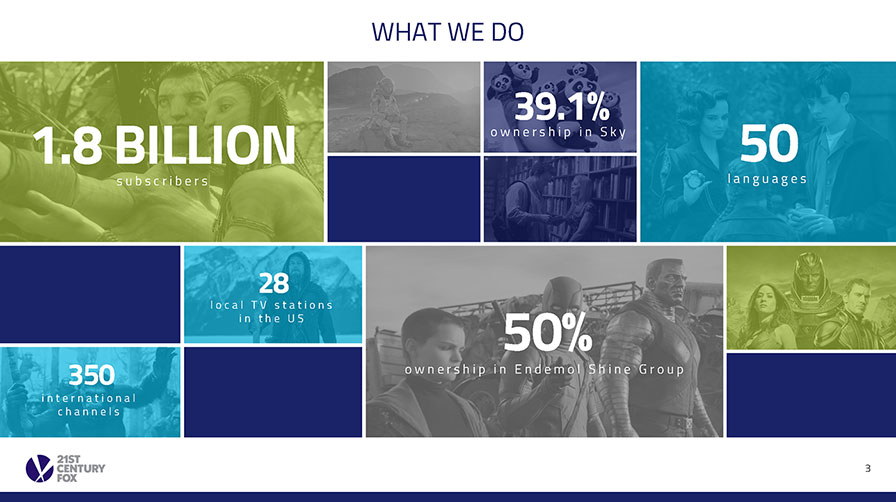 WHAT WE DO
1.8 BILLION
subscribers
39.1%
ownership in Sky
50
languages
28
local TV stations
in the US
50%
ownership in Endemol Shine Group
350
international
channels
21ST
CENTURY
FOX
3